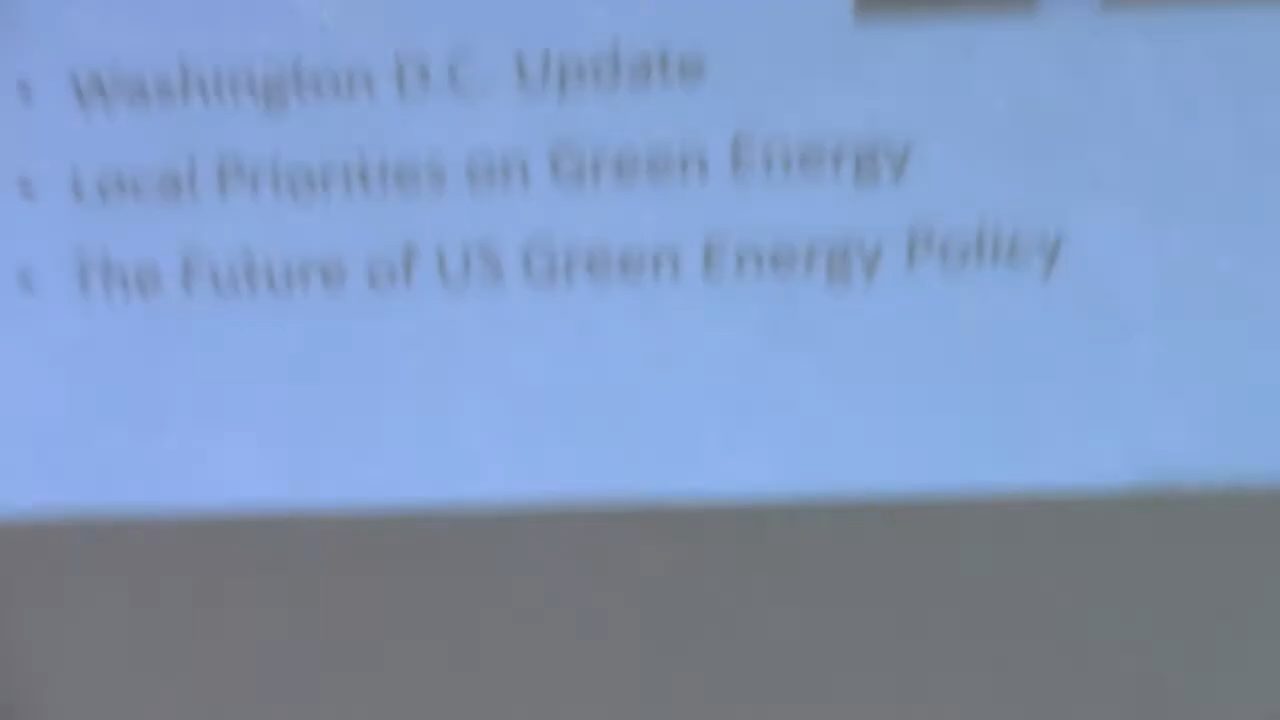 • Washington D.C. Update
• Local Priorities on Green Energy
• The Future of US Green Energy Policy